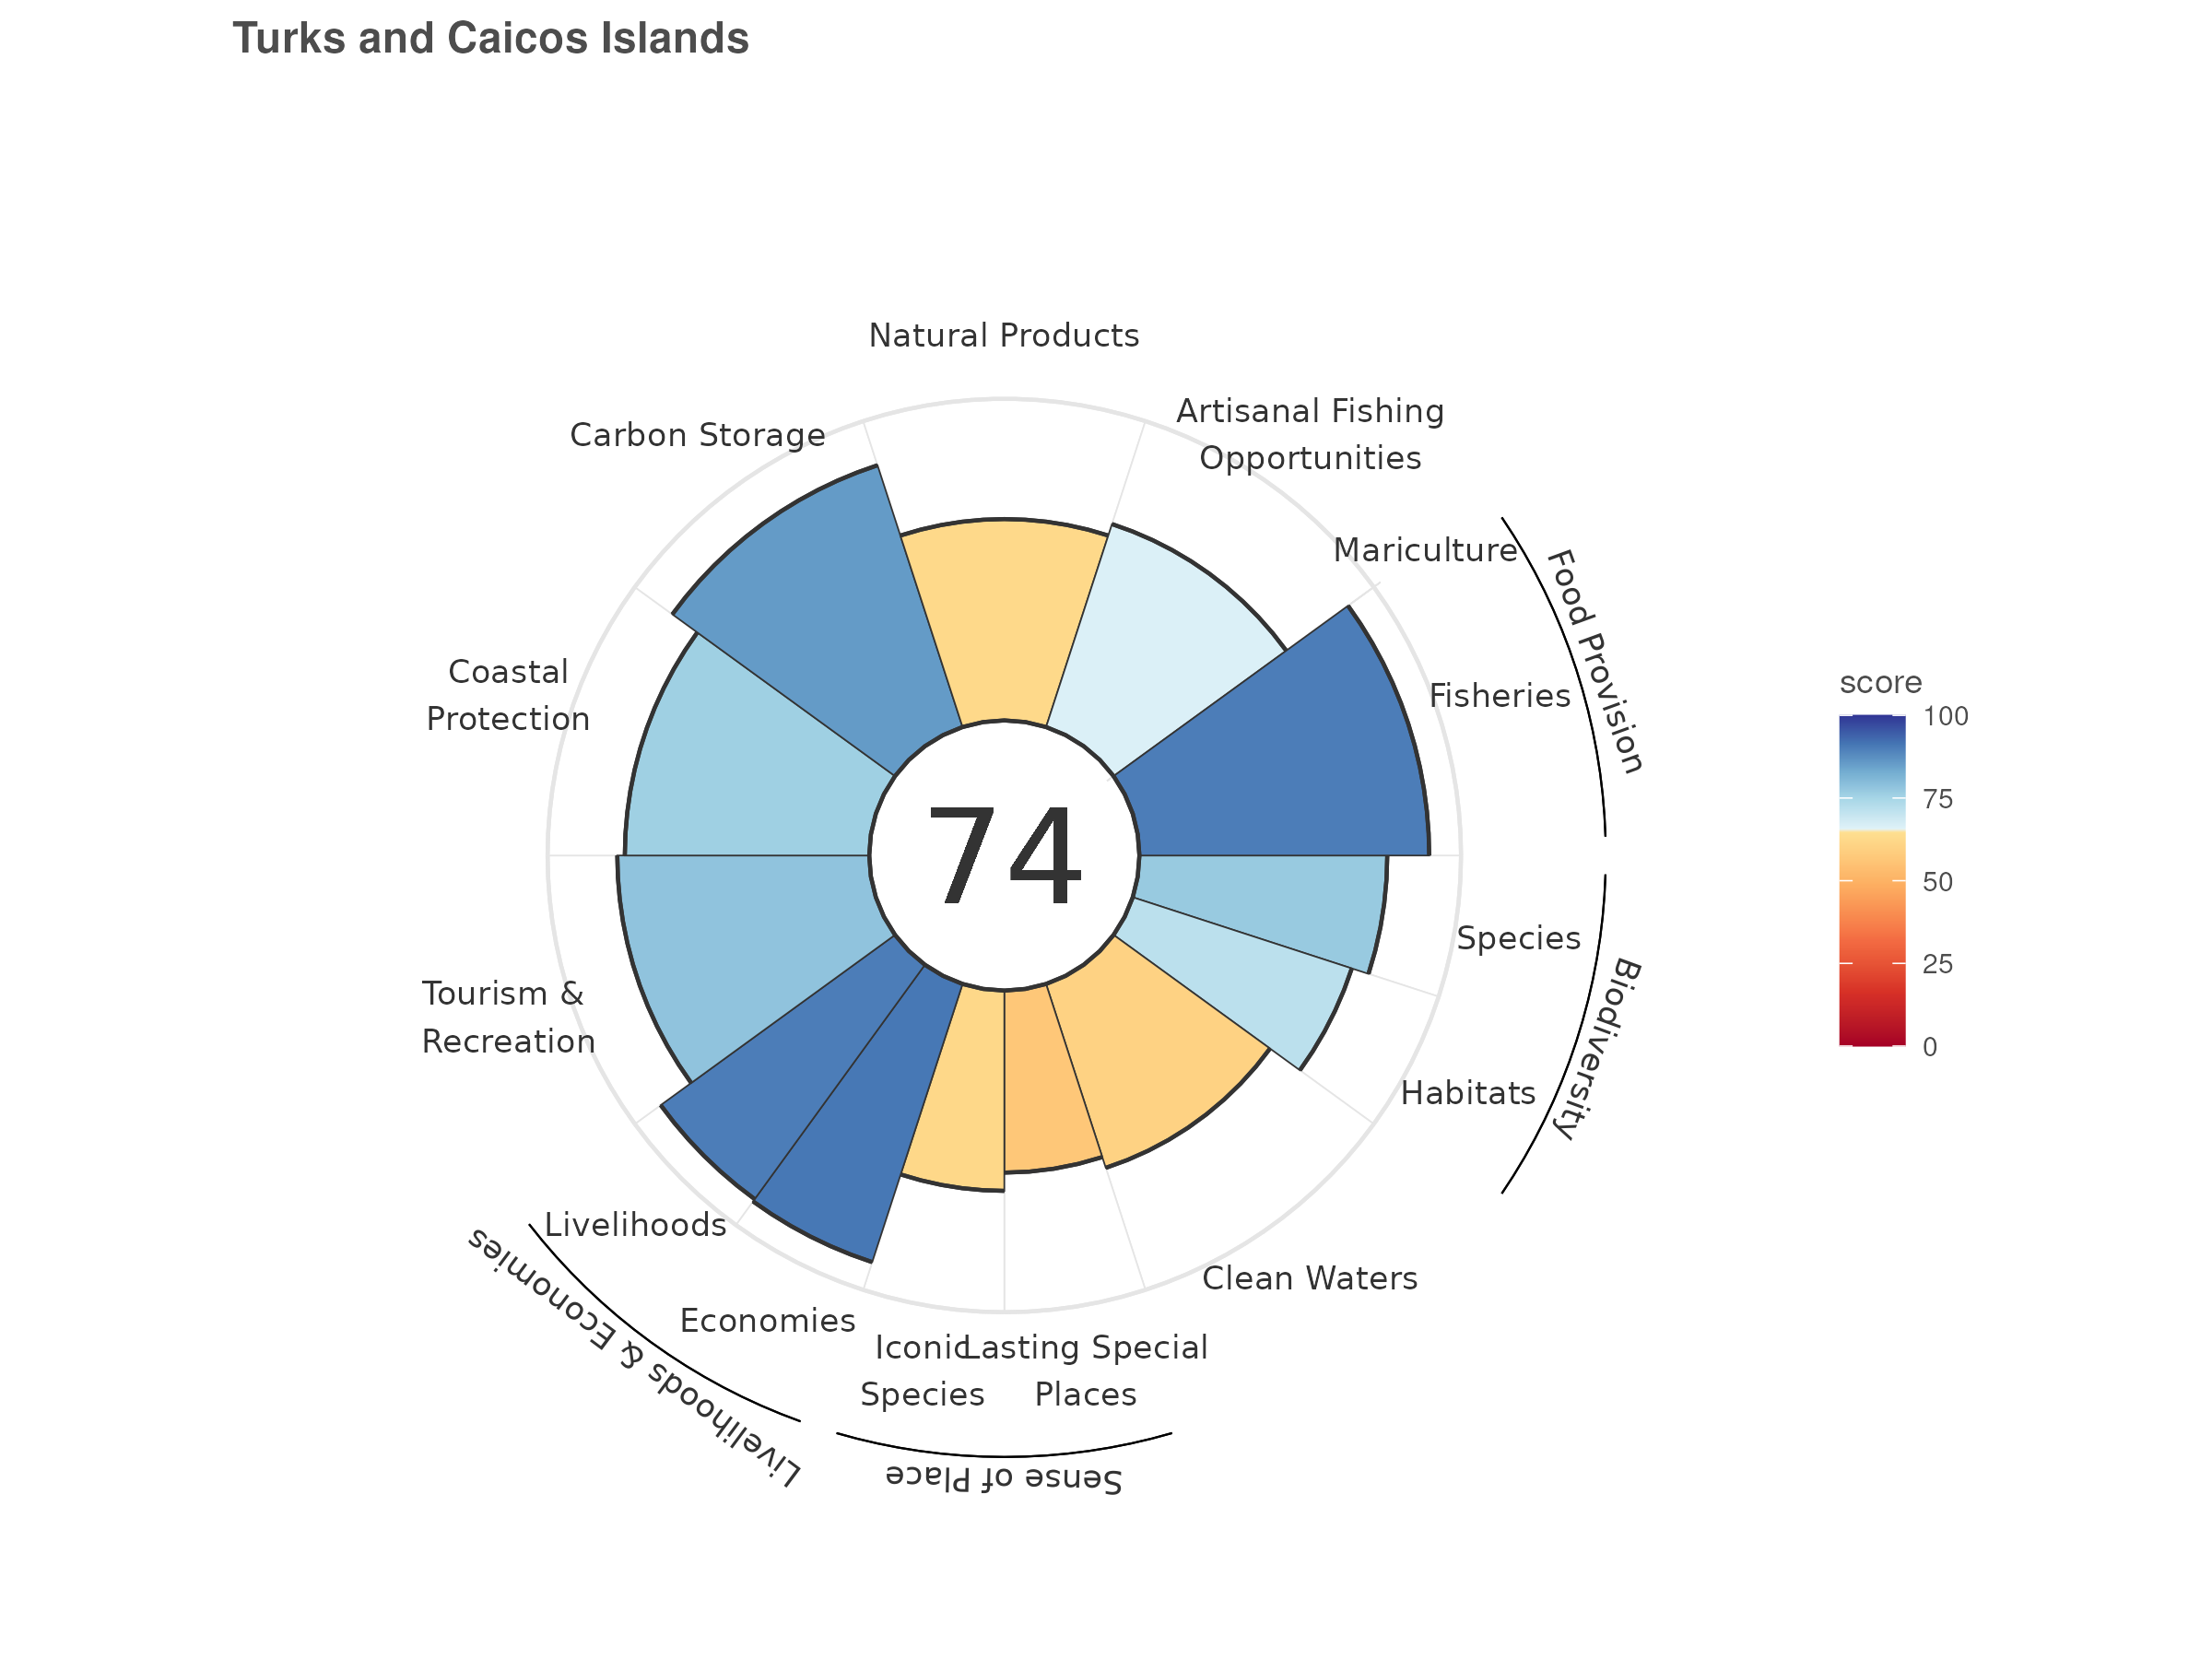 Turks and Caicos Islands
Natural Products
Artisanal Fishing
Opportunities
Carbon Storage
Mariculture
Food Provision
Fisheries
Coastal
Protection
score
100
75
50
25
0
74
Species
Biodiversity
Habitats
Tourism &
Recreation
Livelihoods
Livelihoods & Economies
Clean Waters
Economies
Iconic
Species
Lasting Special
Places
Sense of Place